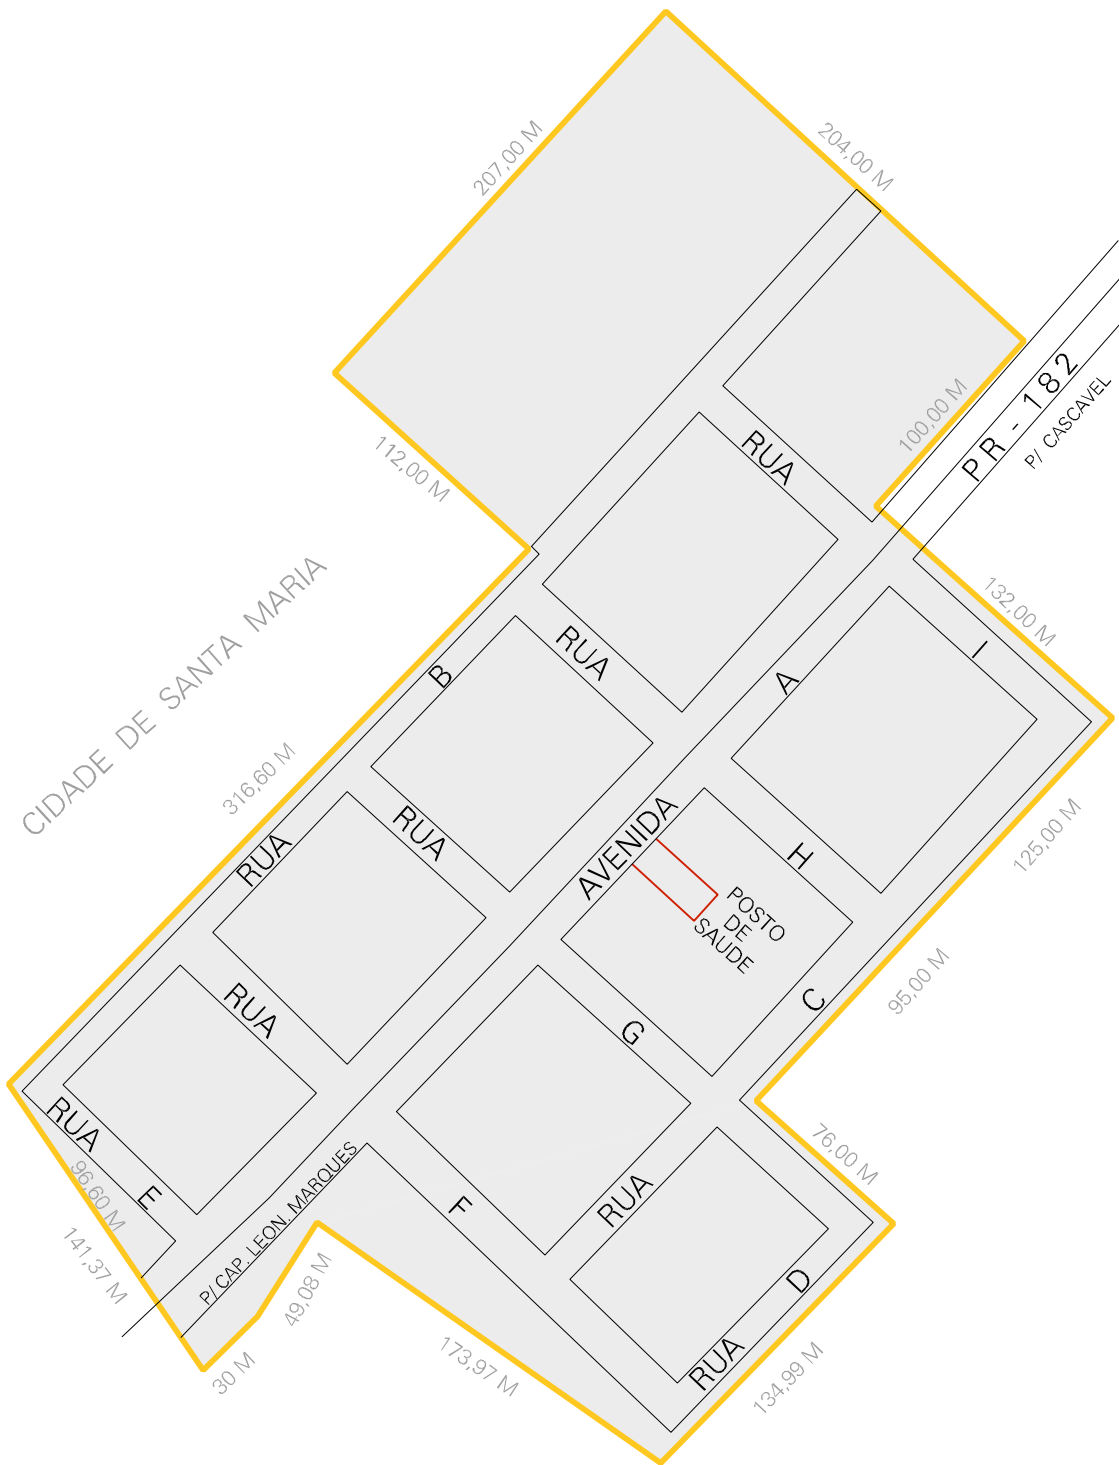 204,00 M
207,00 M
PR - 182
P/ CASCAVEL
100,00 M
RUA
112,00 M
132,00 M
CIDADE DE SANTA MARIA
RUA
I
B
A
316,60 M
RUA
AVENIDA
RUA
H
125,00 M
POSTO
DE
SAUDE
95,00 M
C
RUA
G
RUA
E
96,60 M
141,37 M
P/ CAP. LEON. MARQUES
F
RUA
76,00 M
49,08 M
30 M
173,97 M
D
RUA
134,99 M